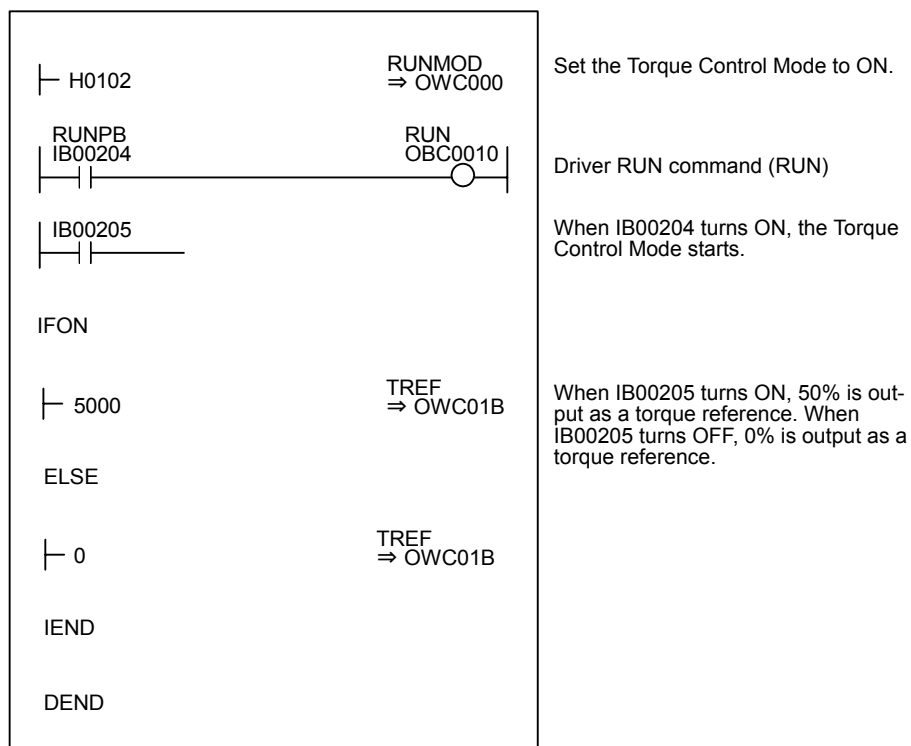 H0102
RUNMOD
⇒ OWC000
Set the Torque Control Mode to ON.
RUNPB
IB00204
RUN
OBC0010
Driver RUN command (RUN)
IB00205
When IB00204 turns ON, the Torque
Control Mode starts.
IFON
5000
TREF
⇒ OWC01B
When IB00205 turns ON, 50% is out-
put as a torque reference. When
IB00205 turns OFF, 0% is output as a
torque reference.
ELSE
0
TREF
⇒ OWC01B
IEND
DEND